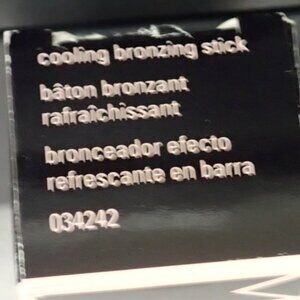 cooling bronzing stick
bâton bronzant
rafraîchissant
bronceador efecto
refrescante en barra
034242